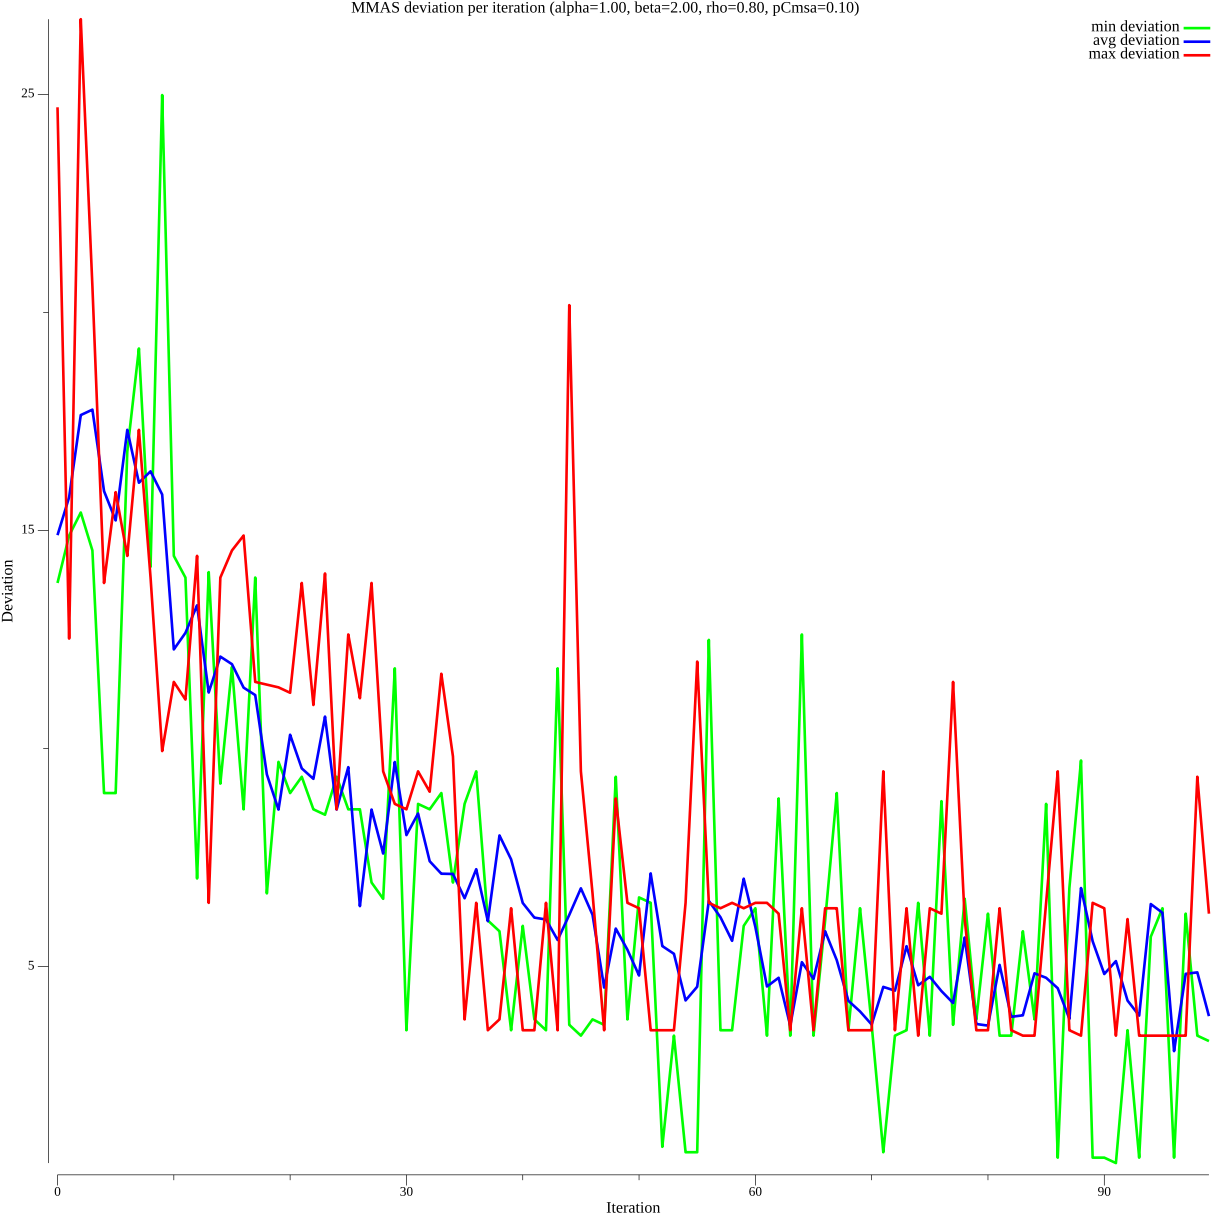 MMAS deviation per iteration (alpha=1.00, beta=2.00, rho=0.80, pCmsa=0.10)
min deviation
avg deviation
max deviation
25
15
5
Deviation
0
30
60
90
Iteration